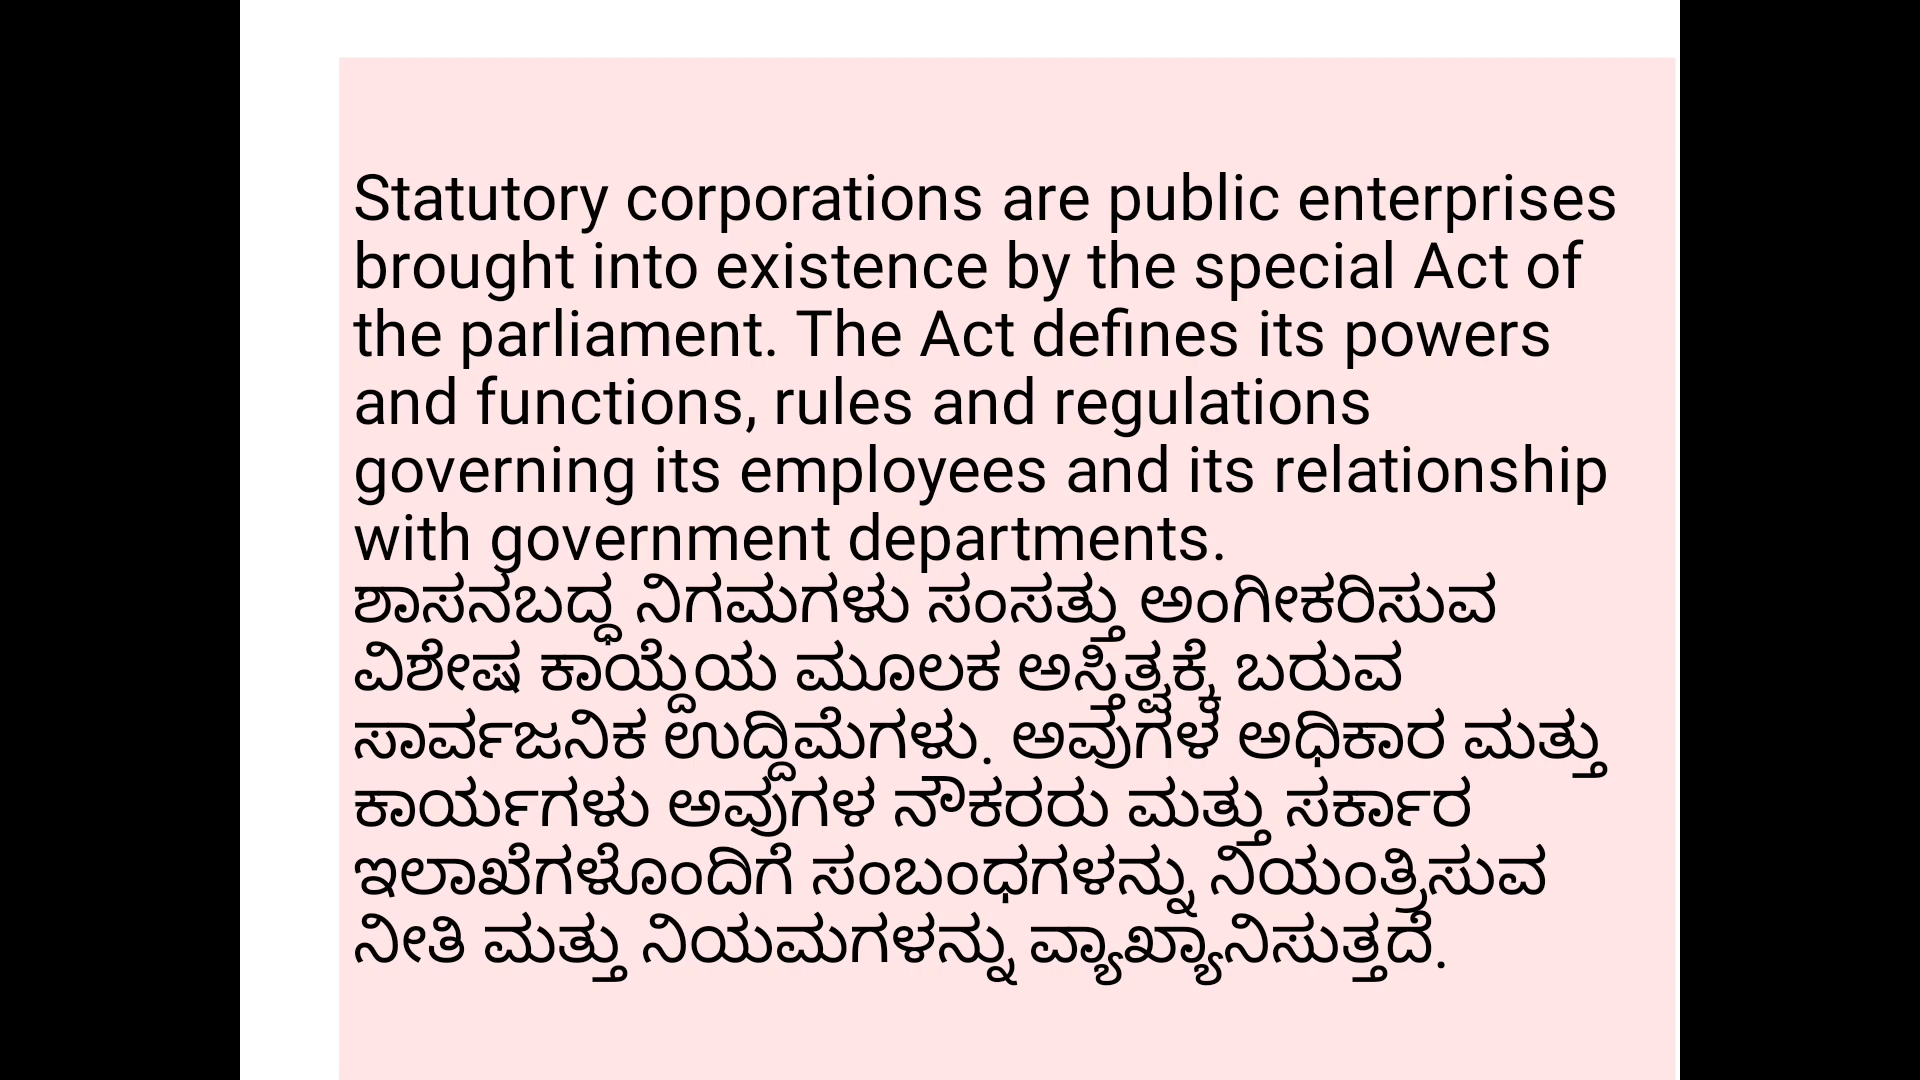 Statutory corporations are public enterprises
brought into existence by the special Act of
the parliament. The Act defines its powers
and functions, rules and regulations
governing its employees and its relationship
with government departments.
ಶಾಸನಬದ್ಧ ನಿಗಮಗಳು ಸಂಸತ್ತು ಅಂಗೀಕರಿಸುವ
ವಿಶೇಷ ಕಾಯ್ದೆಯ ಮೂಲಕ ಅಸ್ತಿತ್ವಕ್ಕೆ ಬರುವ
ಸಾರ್ವಜನಿಕ ಉದ್ದಿಮೆಗಳು. ಅವುಗಳ ಅಧಿಕಾರ ಮತ್ತು
ಕಾರ್ಯಗಳು ಅವುಗಳ ನೌಕರರು ಮತ್ತು ಸರ್ಕಾರ
ಇಲಾಖೆಗಳೊಂದಿಗೆ ಸಂಬಂಧಗಳನ್ನು ನಿಯಂತ್ರಿಸುವ
ನೀತಿ ಮತ್ತು ನಿಯಮಗಳನ್ನು ವ್ಯಾಖ್ಯಾನಿಸುತ್ತದೆ.